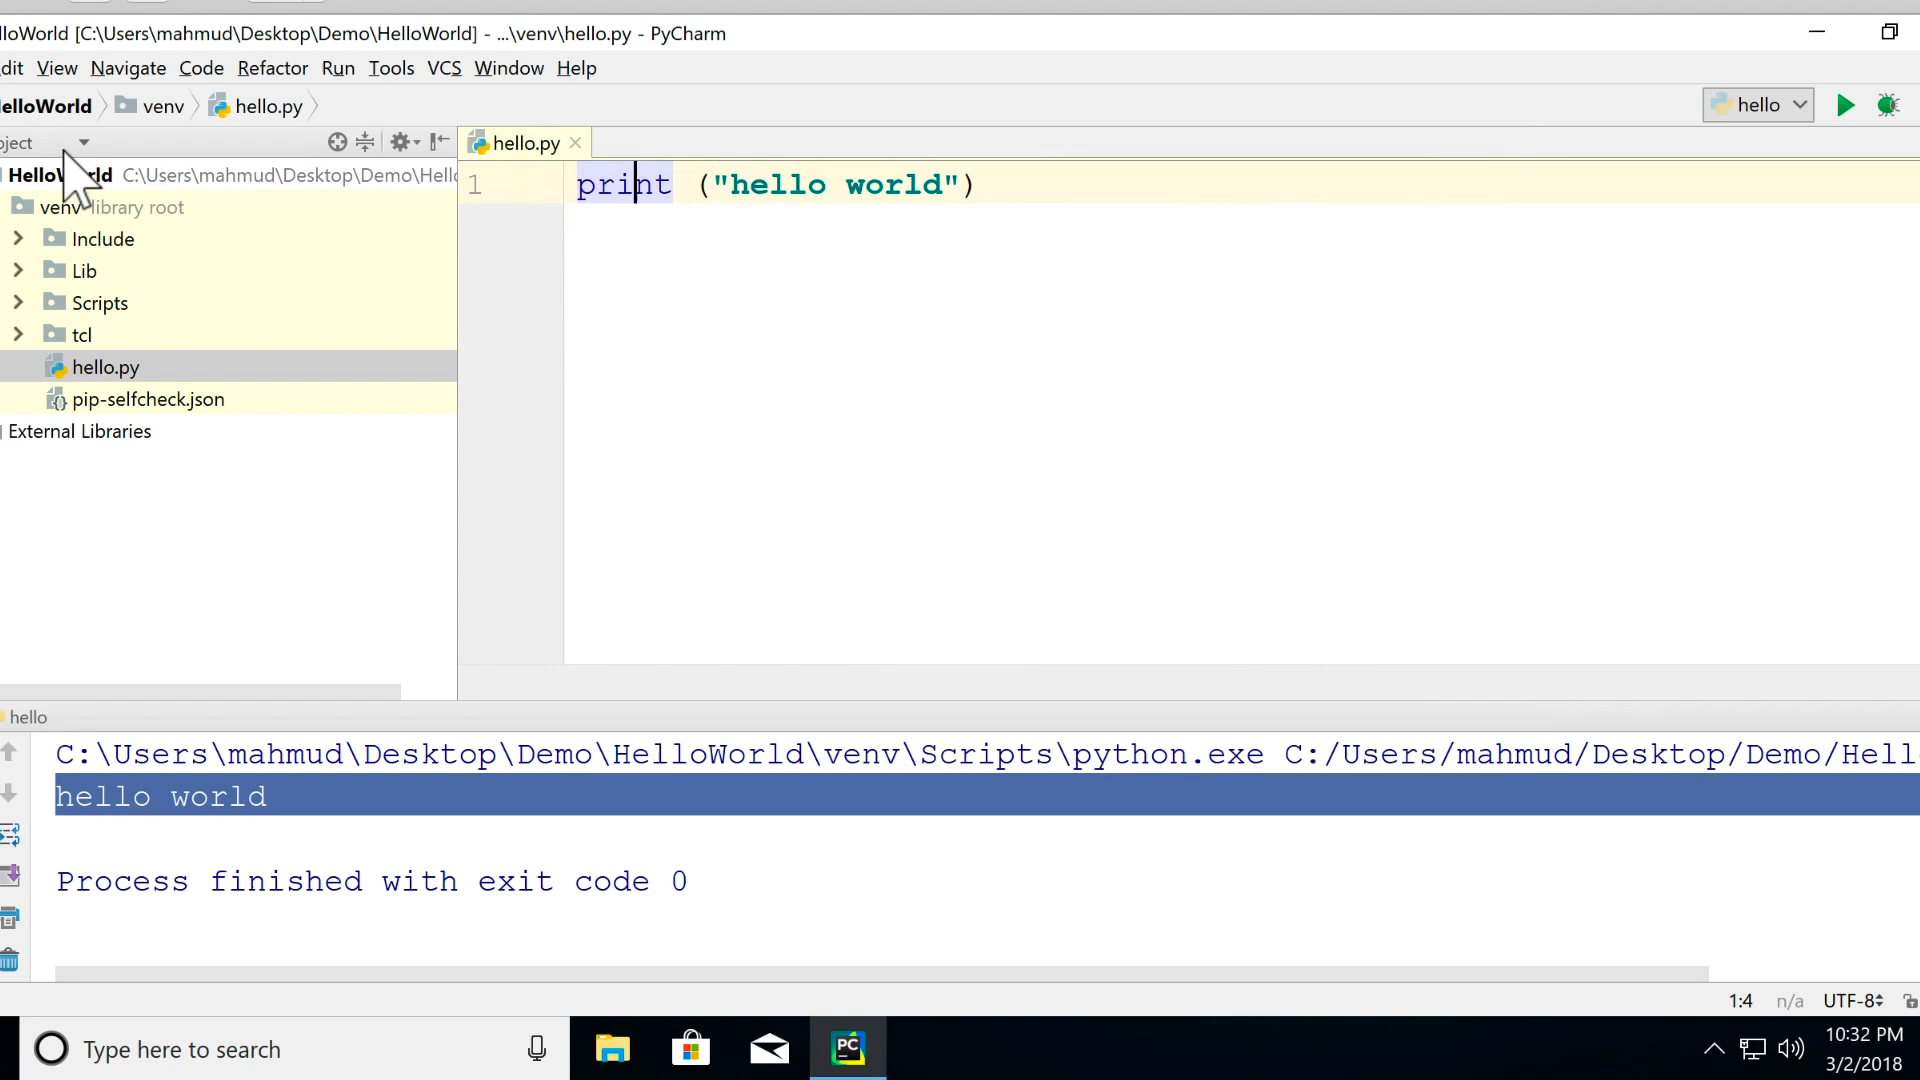 lloWorld [C:\Users\mahmud\Desktop\Demo\HelloWorld] - ...\venv\hello.py - PyCharm
dit View Navigate Code Refactor Run Tools VCS Window Help
elloWorld venv hello.py hello
oject hello.py
HelloWorld C:\Users\mahmud\Desktop\Demo\Hello
1 print ("hello world")
venv library root
Include
Lib
Scripts
tcl
hello.py
pip-selfcheck.json
External Libraries
hello
C:\Users\mahmud\Desktop\Demo\HelloWorld\venv\Scripts\python.exe C:/Users/mahmud/Desktop/Demo/Hell
hello world
Process finished with exit code 0
1:4 n/a UTF-8
Type here to search
PC
10:32 PM
3/2/2018